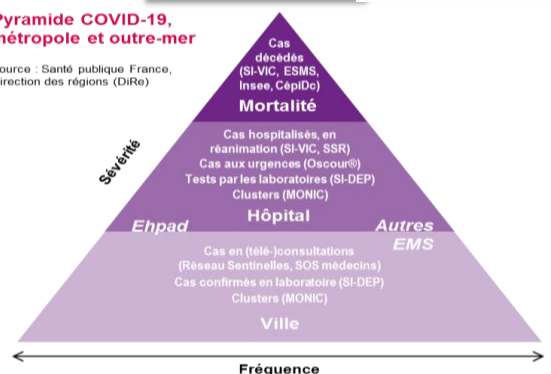 Pyramide COVID-19,
métropole et outre-mer
Source : Santé publique France,
Direction des régions (DiRe)
Cas
décédés
(SI-VIC, ESMS,
Insee, CépiDc)
Mortalité
Sévérité
Cas hospitalisés, en
réanimation (SI-VIC, SSR)
Cas aux urgences (Oscour®)
Tests par les laboratoires (SI-DEP)
Clusters (MONIC)
Hôpital
Ehpad
Autres
EMS
Cas en (télé-)consultations
(Réseau Sentinelles, SOS médecins)
Cas confirmés en laboratoire (SI-DEP)
Clusters (MONIC)
Ville
Fréquence